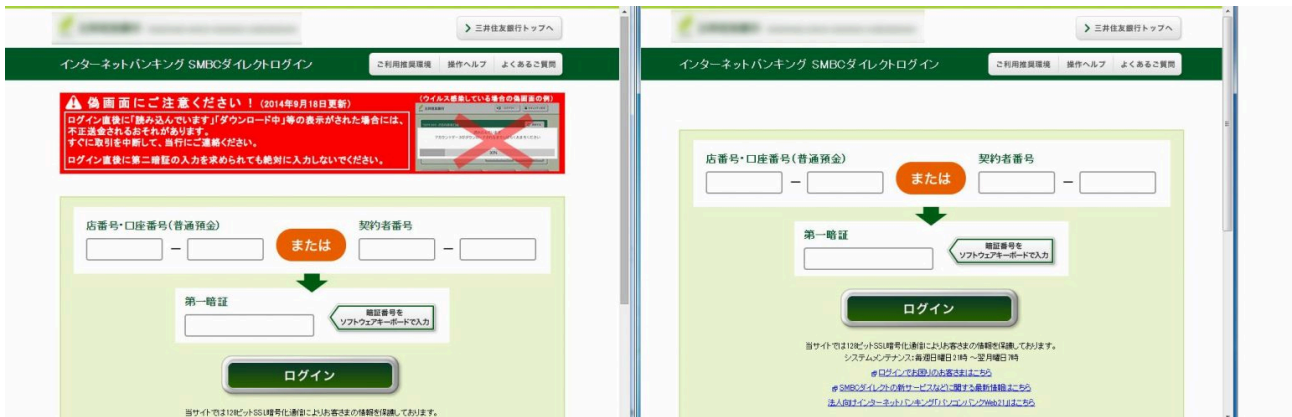 三井住友銀行トップへ
インターネットバンキング SMBCダイレクトログイン
ご利用推奨環境 操作ヘルプ よくあるご質問
偽画面にご注意ください！(2014年9月18日更新)
ログイン直後に「読み込んでいます」「ダウンロード中」等の表示がされた場合には、
不正送金されるおそれがあります。
すぐに取引を中断して、当行にご連絡ください。
ログイン直後に第二暗証の入力を求められても絶対に入力しないでください。
(ウイルス感染している場合の偽画面の例)
店番号・口座番号(普通預金)
または
契約者番号
第一暗証
暗証番号を
ソフトウェアキーボードで入力
ログイン
当サイトでは128ビットSSL暗号化通信によりお客さまの情報を保護しております。
三井住友銀行トップへ
インターネットバンキング SMBCダイレクトログイン
ご利用推奨環境 操作ヘルプ よくあるご質問
店番号・口座番号(普通預金)
または
契約者番号
第一暗証
暗証番号を
ソフトウェアキーボードで入力
ログイン
当サイトでは128ビットSSL暗号化通信によりお客さまの情報を保護しております。
システムメンテナンス:毎週日曜日21時～翌月曜日7時
ログインでお困りのお客さまはこちら
SMBCダイレクトの新サービスなどに関する最新情報はこちら
法人向けインターネットバンキング「パソコンバンクWeb21」はこちら